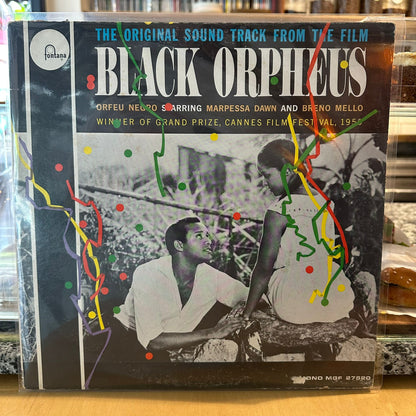 fontana
THE ORIGINAL SOUND TRACK FROM THE FILM
BLACK ORPHEUS
ORFEU NEGRO STARRING MARPESSA DAWN AND BRENO MELLO
WINNER OF GRAND PRIZE, CANNES FILM FESTIVAL, 1959
MONO MGF 27520